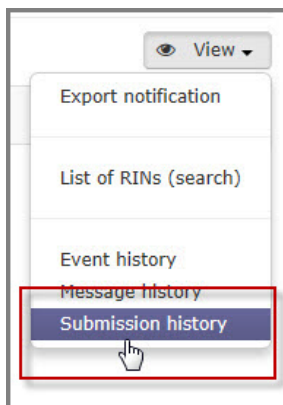 View
Export notification
List of RINs (search)
Event history
Message history
Submission history